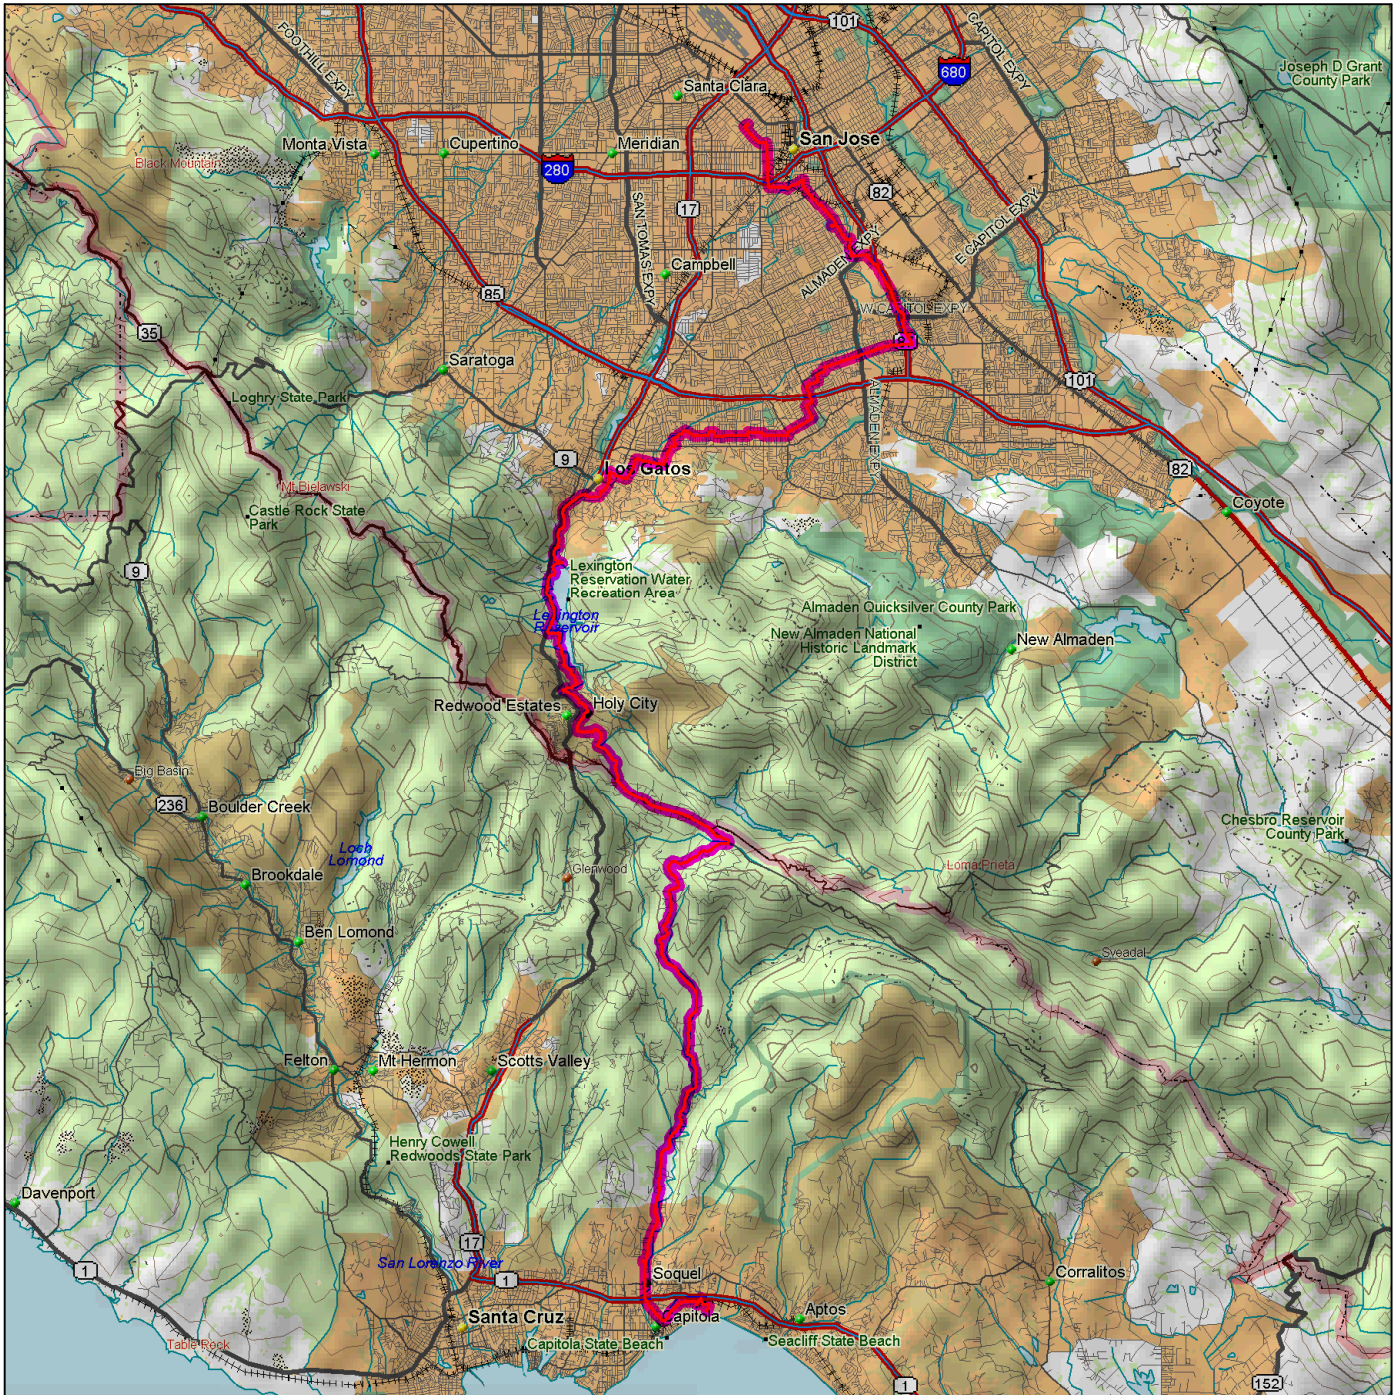 101
CAPITOL EXPY
FOOTHILL EXPY
680
Joseph D Grant
County Park
Santa Clara
San Jose
Monta Vista
Cupertino
Meridian
Black Mountain
280
82
17
SAN TOMAS EXPY
E CAPITOL EXPY
ALMADEN EXPY
Campbell
85
W CAPITOL EXPY
35
Saratoga
101
Loghry State Park
ALMADEN EXPY
9
Los Gatos
82
Mt Bielawski
Castle Rock State
Park
Coyote
9
Lexington
Reservation Water
Recreation Area
Lexington
Reservoir
Almaden Quicksilver County Park
New Almaden National
Historic Landmark
District
New Almaden
Redwood Estates
Holy City
Big Basin
236
Boulder Creek
Chesbro Reservoir
County Park
Loch
Lomond
Brookdale
Glenwood
Loma Prieta
Ben Lomond
Sveadal
Felton
Mt Hermon
Scotts Valley
Henry Cowell
Redwoods State Park
Davenport
17
San Lorenzo River
1
1
Soquel
Corralitos
Santa Cruz
Capitola
Aptos
Table Rock
Capitola State Beach
Seacliff State Beach
1
152